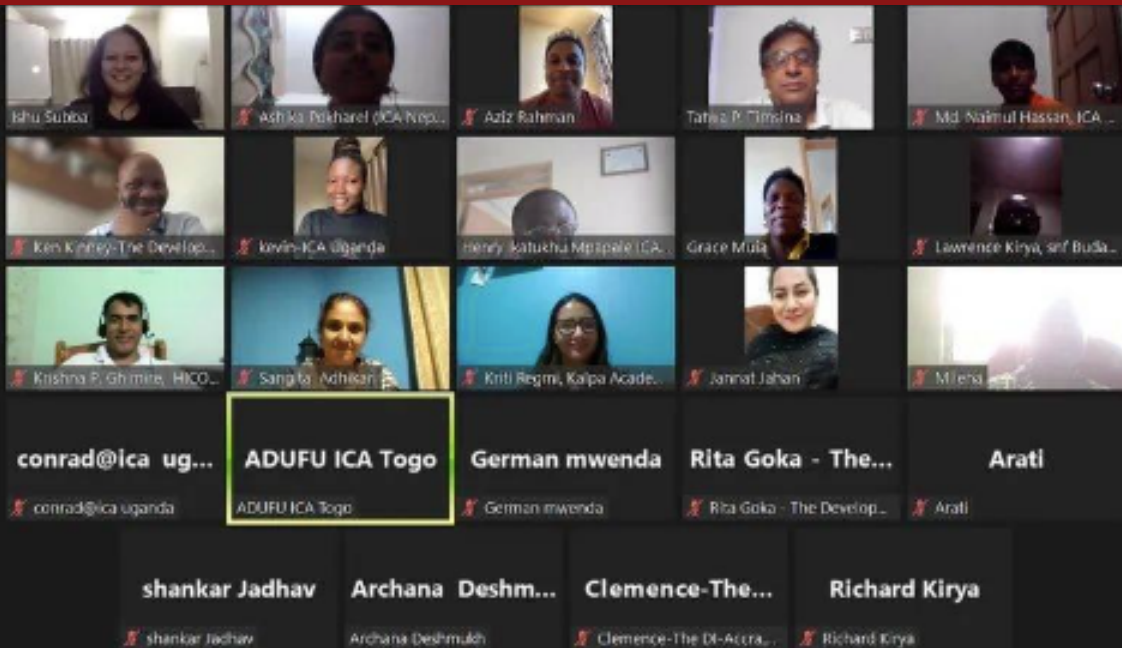 Ishu Subba
Ashika Pokharel (ICA Nep...
Aziz Rahman
Tatwa P. Timsina
Md. Naimul Hassan, ICA ...
Ken Kinney-The Develop...
kevin-ICA Uganda
Henry Ikatukhu Mpapale ICA...
Grace Mula
Lawrence Kirya, snf Buda...
Krishna P. Ghimire, HICO...
Sangita Adhikari
Kriti Regmi, Kalpa Acade...
Jannat Jahan
Milena
conrad@ica ug...
ADUFU ICA Togo
German mwenda
Rita Goka - The...
Arati
conrad@ica uganda
ADUFU ICA Togo
German mwenda
Rita Goka - The Develop...
Arati
shankar Jadhav
Archana Deshm...
Clemence-The...
Richard Kirya
shankar Jadhav
Archana Deshmukh
Clemence-The DI-Accra,...
Richard Kirya